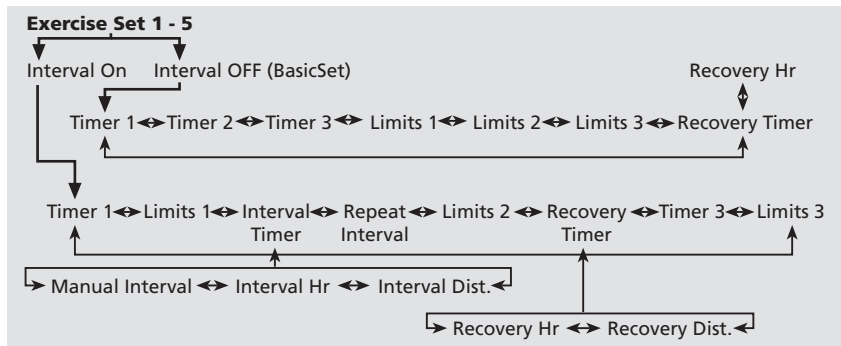 Exercise Set 1 - 5
Interval On Interval OFF (BasicSet) Recovery Hr
Timer 1 Timer 2 Timer 3 Limits 1 Limits 2 Limits 3 Recovery Timer
Timer 1 Limits 1 Interval Timer Repeat Interval Limits 2 Recovery Timer Timer 3 Limits 3
Manual Interval Interval Hr Interval Dist.
Recovery Hr Recovery Dist.